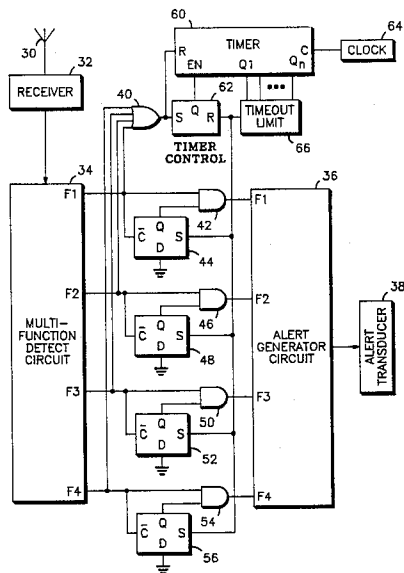 60
64
30
TIMER
R
C
CLOCK
EN
Q1
Qn
32
RECEIVER
40
62
S
Q
R
TIMEOUT LIMIT
TIMER CONTROL
66
34
36
F1
F1
42
Q
C̅
S
D
44
F2
F2
46
Q
C̅
S
D
48
38
MULTI-FUNCTION DETECT CIRCUIT
ALERT GENERATOR CIRCUIT
ALERT TRANSDUCER
F3
F3
50
Q
C̅
S
D
52
F4
F4
54
Q
C̅
S
D
56